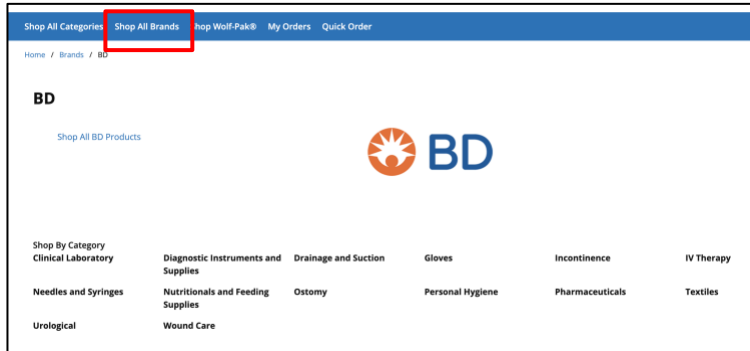 Shop All Categories Shop All Brands hop Wolf-Pak® My Orders Quick Order
Home / Brands / BD
BD
Shop All BD Products
BD
Shop By Category
Clinical Laboratory Diagnostic Instruments and Supplies Drainage and Suction Gloves Incontinence IV Therapy
Needles and Syringes Nutritionals and Feeding Supplies Ostomy Personal Hygiene Pharmaceuticals Textiles
Urological Wound Care